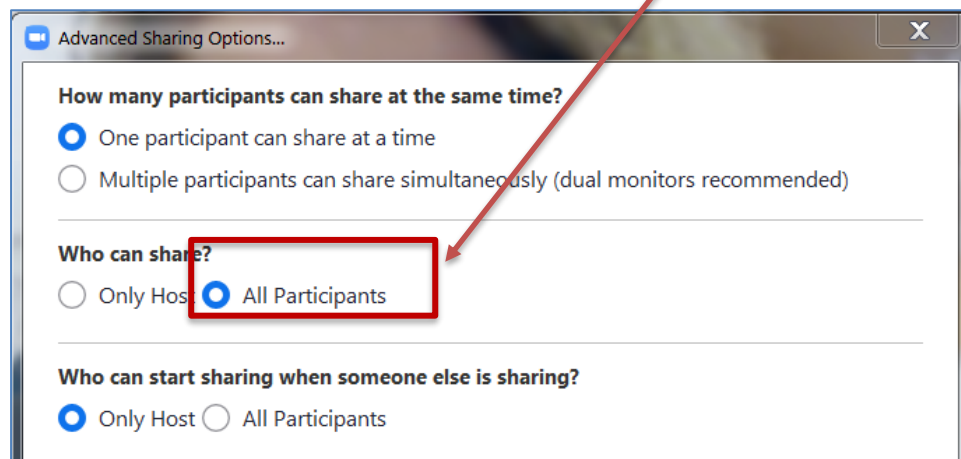 Advanced Sharing Options...
X
How many participants can share at the same time?
One participant can share at a time
Multiple participants can share simultaneously (dual monitors recommended)
Who can share?
Only Host All Participants
Who can start sharing when someone else is sharing?
Only Host All Participants